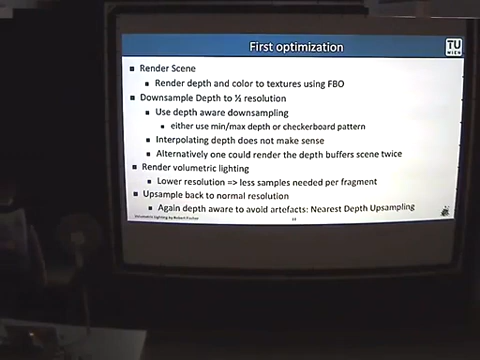 First optimization
TU
WIEN
Render Scene
Render depth and color to textures using FBO
Downsample Depth to ½ resolution
Use depth aware downsampling
either use min/max depth or checkerboard pattern
Interpolating depth does not make sense
Alternatively one could render the depth buffers scene twice
Render volumetric lighting
Lower resolution => less samples needed per fragment
Upsample back to normal resolution
Again depth aware to avoid artefacts: Nearest Depth Upsampling
Volumetric Lighting by Robert Fischer